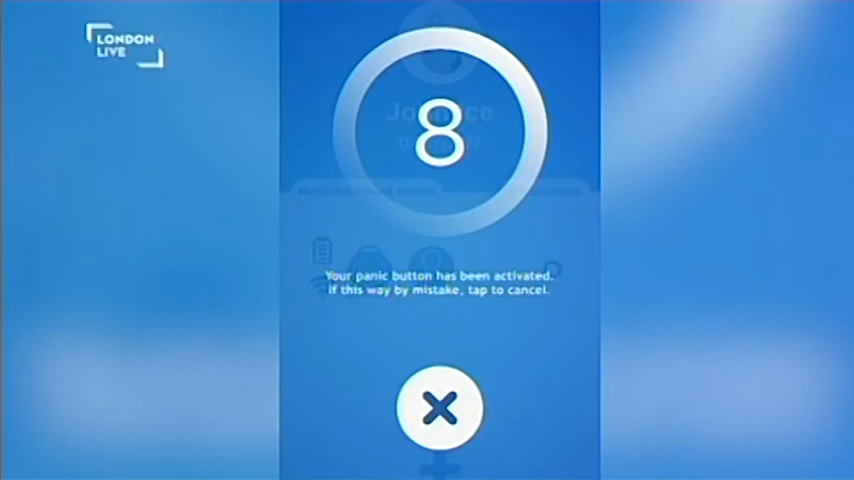 LONDON
LIVE
8
Your panic button has been activated.
If this way by mistake, tap to cancel.